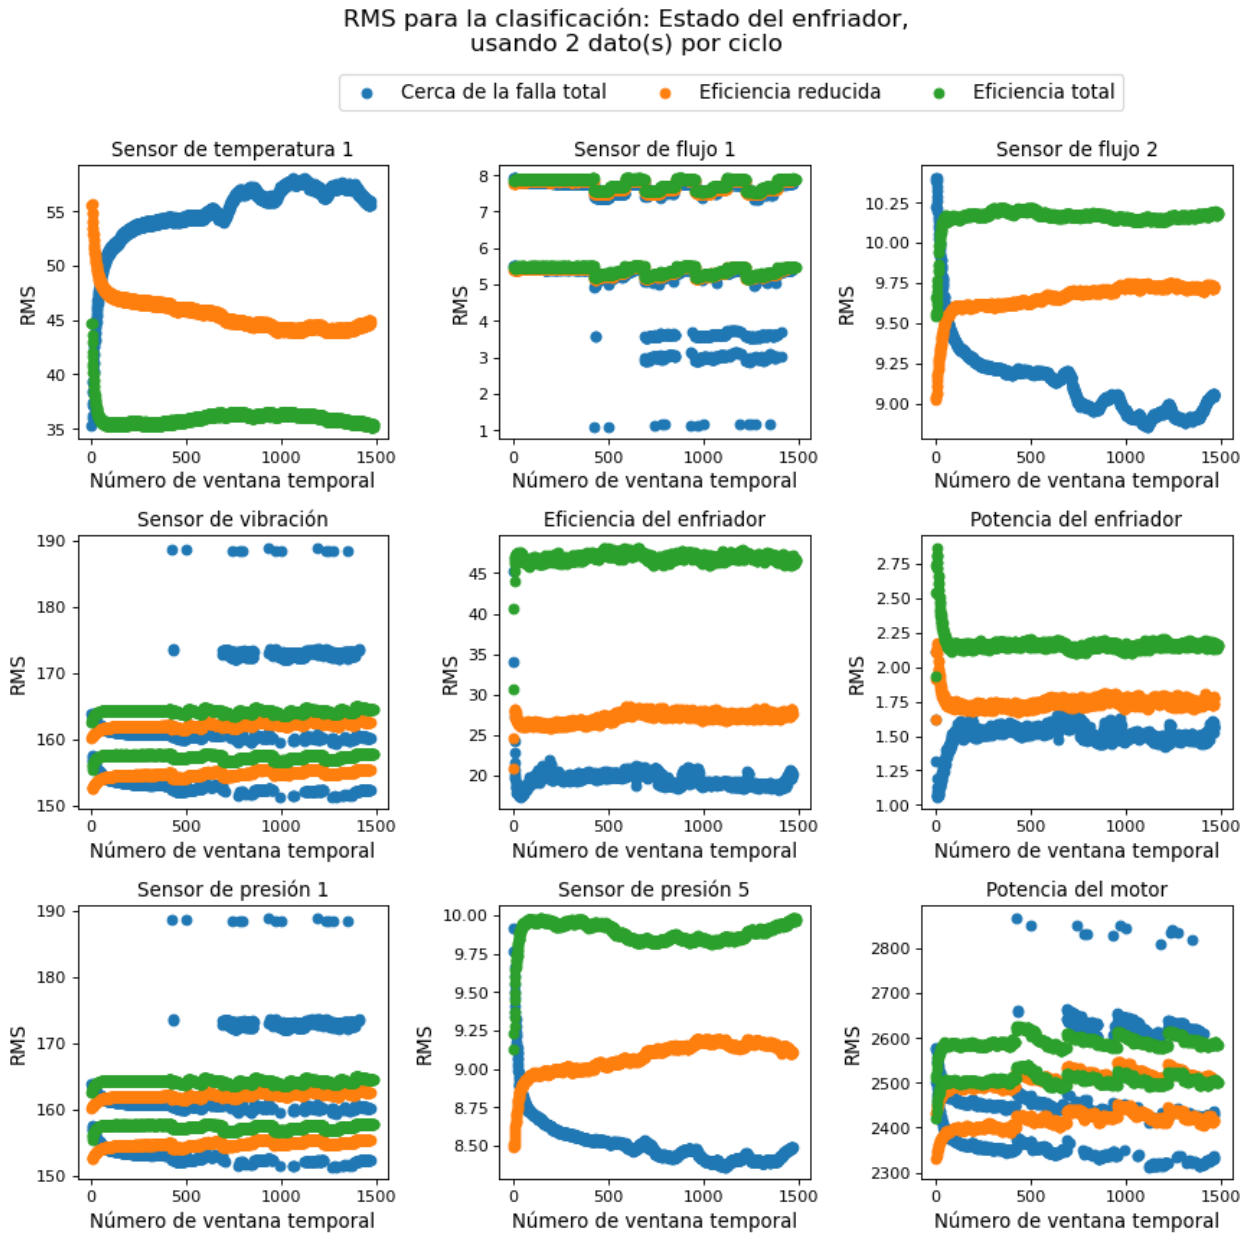 RMS para la clasificación: Estado del enfriador,
usando 2 dato(s) por ciclo
Cerca de la falla total Eficiencia reducida Eficiencia total
Sensor de temperatura 1
RMS
55
50
45
40
35
0 500 1000 1500
Número de ventana temporal
Sensor de flujo 1
RMS
8
7
6
5
4
3
2
1
0 500 1000 1500
Número de ventana temporal
Sensor de flujo 2
RMS
10.25
10.00
9.75
9.50
9.25
9.00
0 500 1000 1500
Número de ventana temporal
Sensor de vibración
RMS
190
180
170
160
150
0 500 1000 1500
Número de ventana temporal
Eficiencia del enfriador
RMS
45
40
35
30
25
20
0 500 1000 1500
Número de ventana temporal
Potencia del enfriador
RMS
2.75
2.50
2.25
2.00
1.75
1.50
1.25
1.00
0 500 1000 1500
Número de ventana temporal
Sensor de presión 1
RMS
190
180
170
160
150
0 500 1000 1500
Número de ventana temporal
Sensor de presión 5
RMS
10.00
9.75
9.50
9.25
9.00
8.75
8.50
0 500 1000 1500
Número de ventana temporal
Potencia del motor
RMS
2800
2700
2600
2500
2400
2300
0 500 1000 1500
Número de ventana temporal